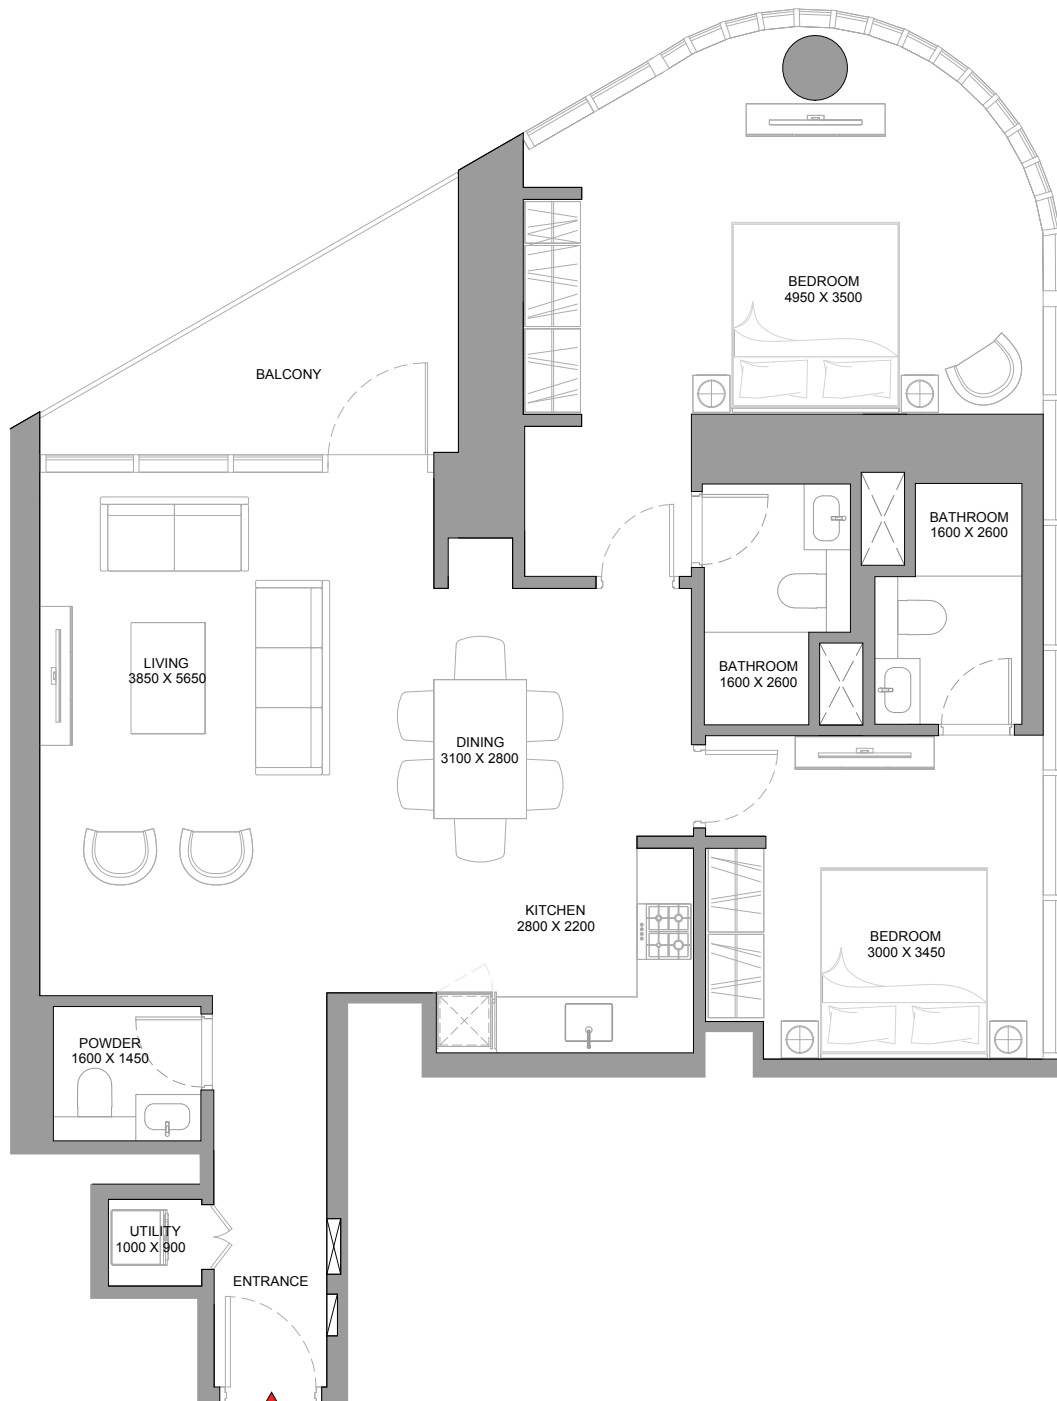 BEDROOM
4950 X 3500
BALCONY
BATHROOM
1600 X 2600
LIVING
3850 X 5650
BATHROOM
1600 X 2600
DINING
3100 X 2800
KITCHEN
2800 X 2200
BEDROOM
3000 X 3450
POWDER
1600 X 1450
UTILITY
1000 X 900
ENTRANCE